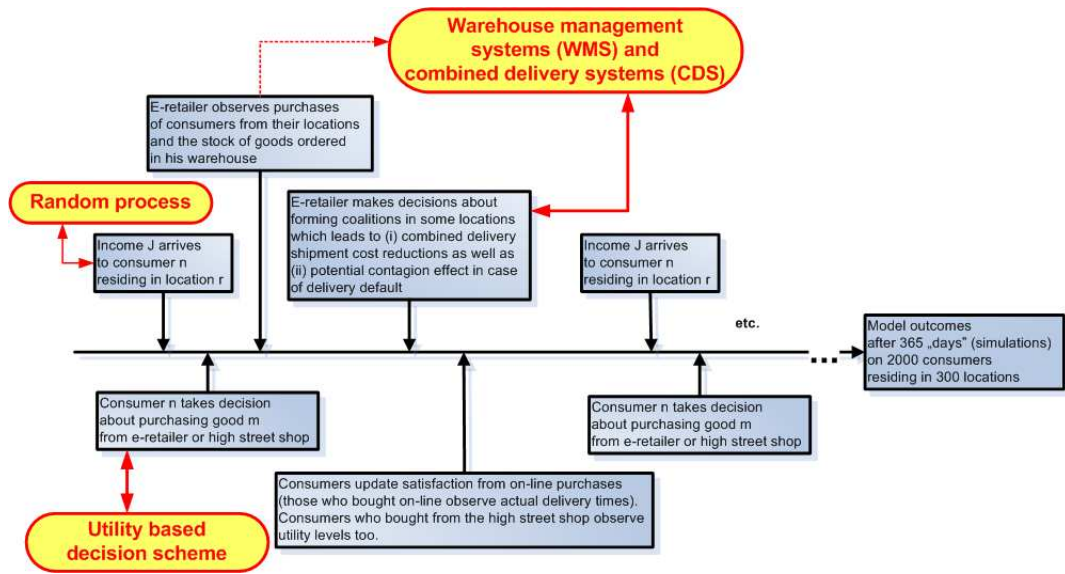 Warehouse management
systems (WMS) and
combined delivery systems (CDS)
E-retailer observes purchases
of consumers from their locations
and the stock of goods ordered
in his warehouse
Random process
E-retailer makes decisions about
forming coalitions in some locations
which leads to (i) combined delivery
shipment cost reductions as well as
(ii) potential contagion effect in case
of delivery default
Income J arrives
to consumer n
residing in location r
Income J arrives
to consumer n
residing in location r
etc.
Model outcomes
after 365 „days” (simulations)
on 2000 consumers
residing in 300 locations
Consumer n takes decision
about purchasing good m
from e-retailer or high street shop
Consumer n takes decision
about purchasing good m
from e-retailer or high street shop
Consumers update satisfaction from on-line purchases
(those who bought on-line observe actual delivery times).
Consumers who bought from the high street shop observe
utility levels too.
Utility based
decision scheme